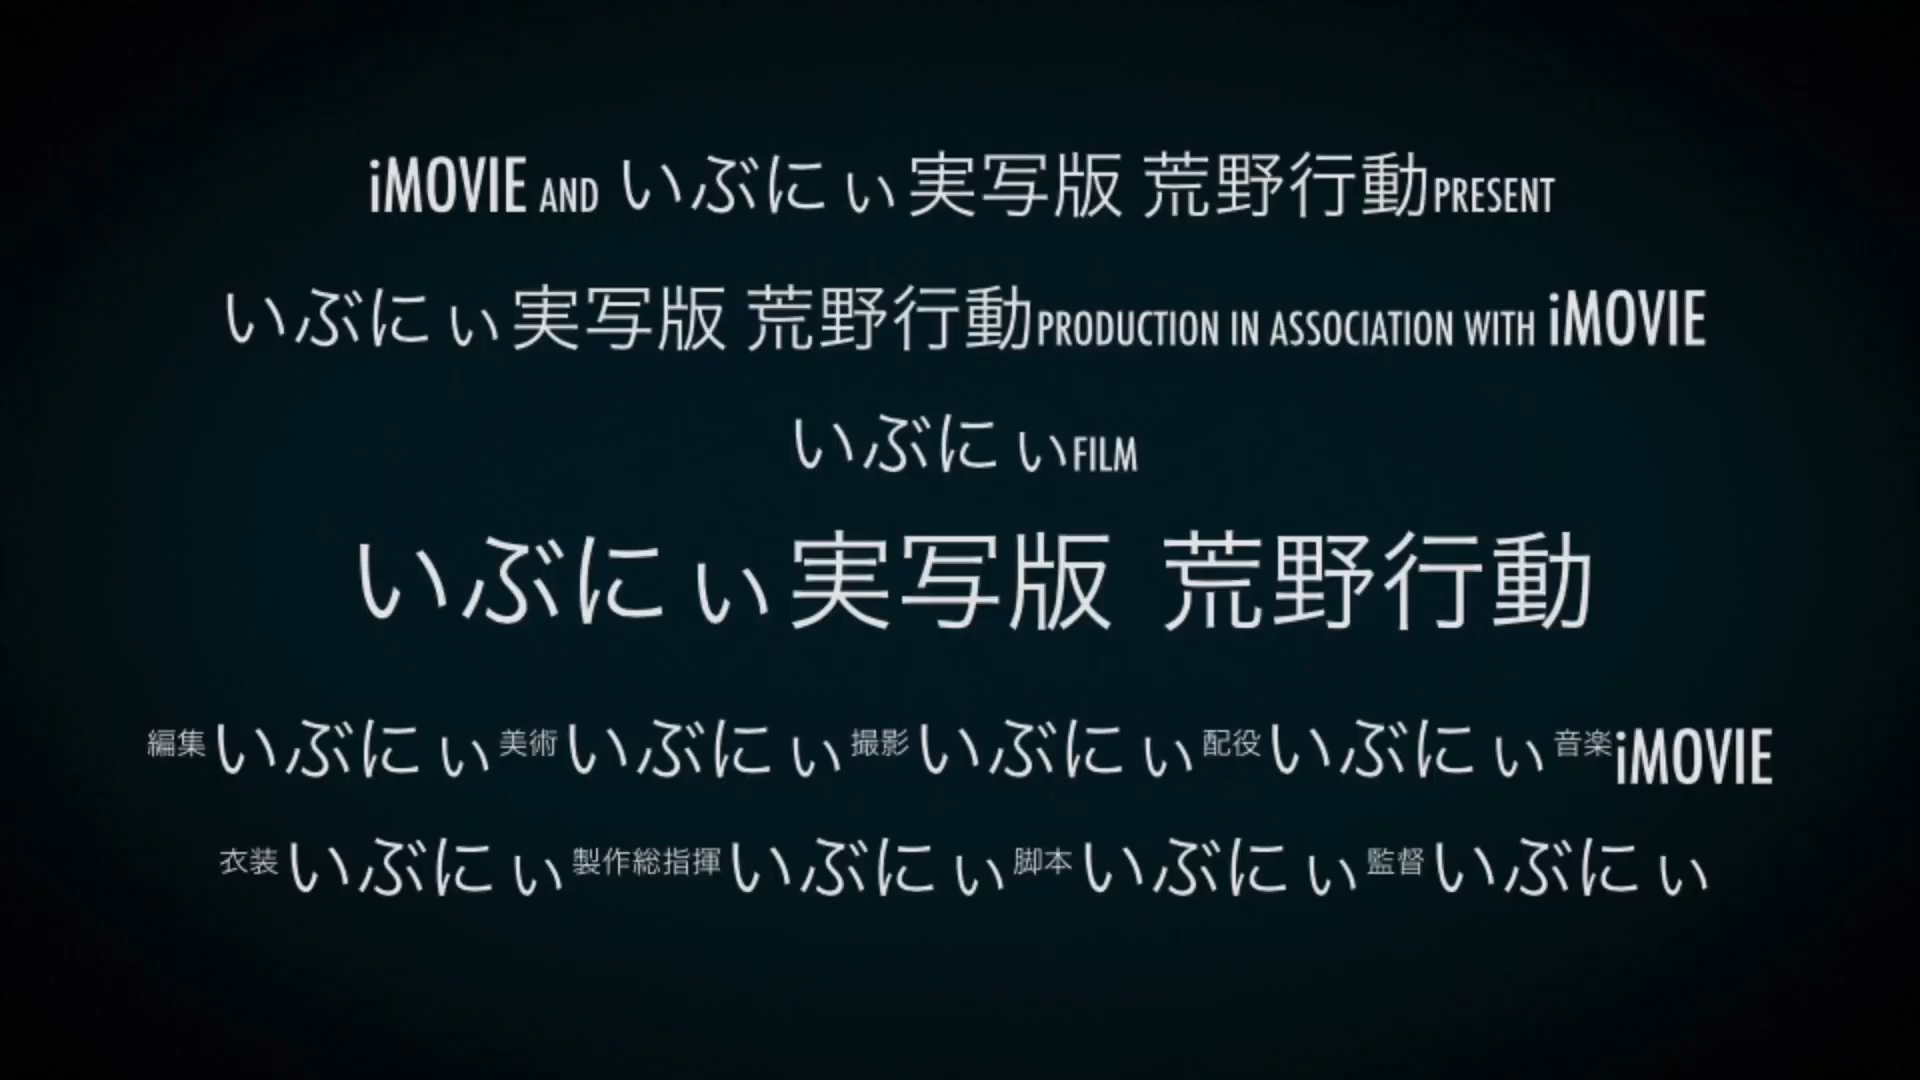 iMOVIE AND いぶにぃ実写版 荒野行動PRESENT
いぶにぃ実写版 荒野行動PRODUCTION IN ASSOCIATION WITH iMOVIE
いぶにぃFILM
いぶにぃ実写版 荒野行動
編集いぶにぃ美術いぶにぃ撮影いぶにぃ配役いぶにぃ音楽iMOVIE
衣装いぶにぃ製作総指揮いぶにぃ脚本いぶにぃ監督いぶにぃ